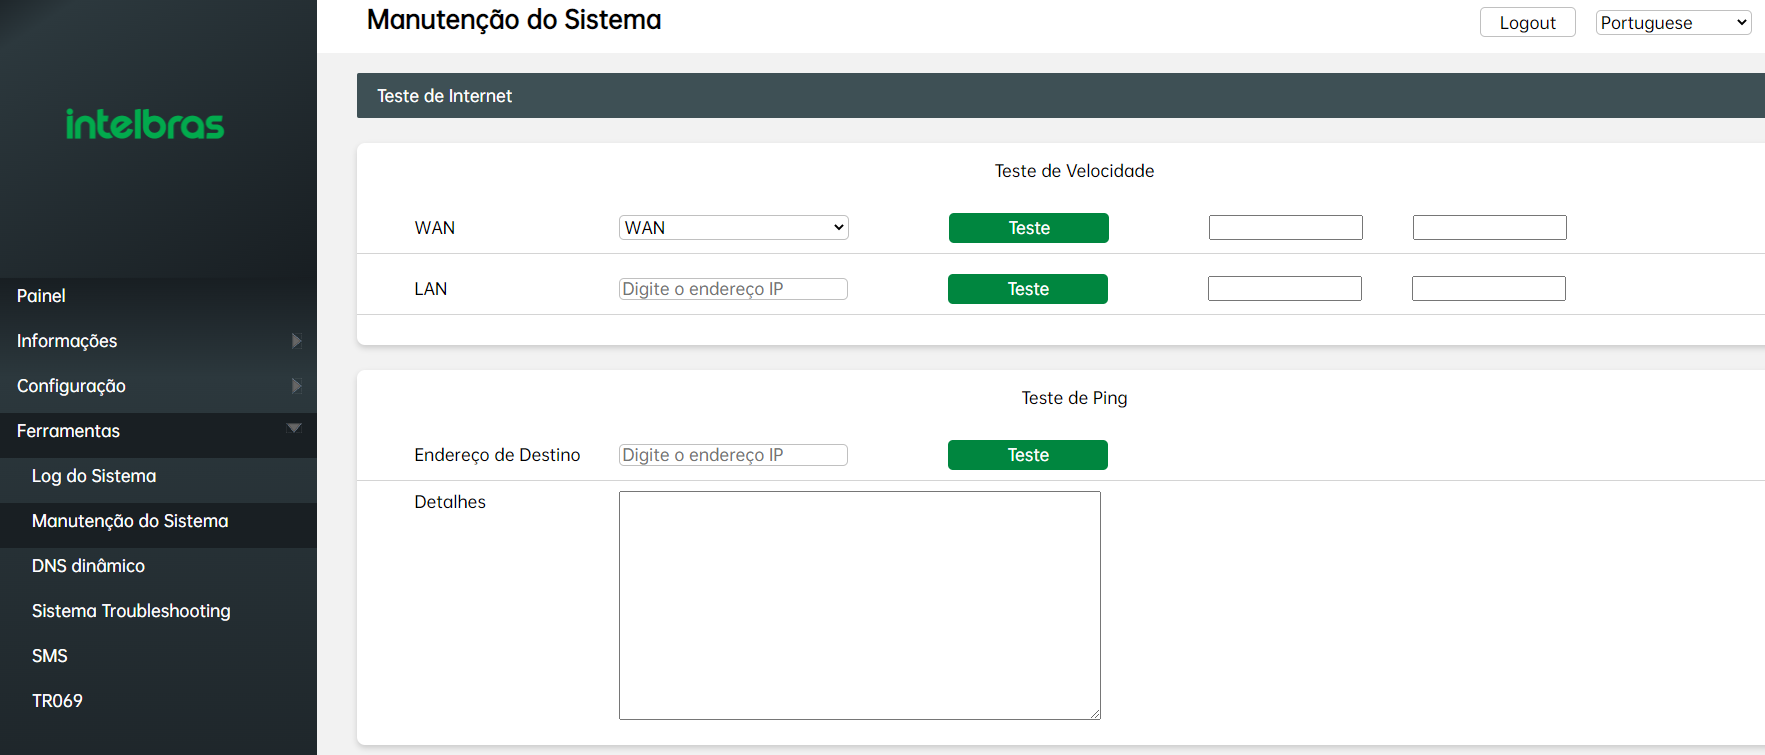 Manutenção do Sistema
Logout
Portuguese
intelbras
Painel
Informações
Configuração
Ferramentas
Log do Sistema
Manutenção do Sistema
DNS dinâmico
Sistema Troubleshooting
SMS
TR069
Teste de Internet
Teste de Velocidade
WAN WAN Teste
LAN Digite o endereço IP Teste
Teste de Ping
Endereço de Destino Digite o endereço IP Teste
Detalhes